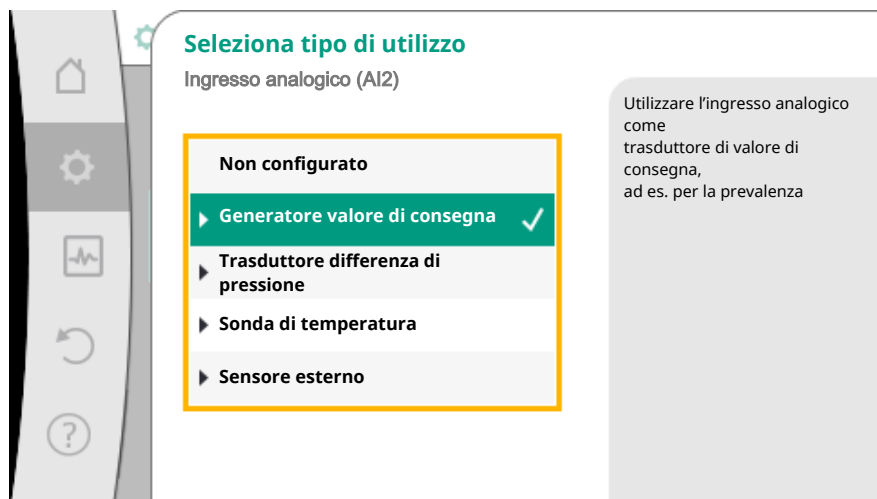 Seleziona tipo di utilizzo
Ingresso analogico (AI2)
Non configurato
Generatore valore di consegna
Trasduttore differenza di
pressione
Sonda di temperatura
Sensore esterno
Utilizzare l'ingresso analogico
come
trasduttore di valore di
consegna,
ad es. per la prevalenza
?